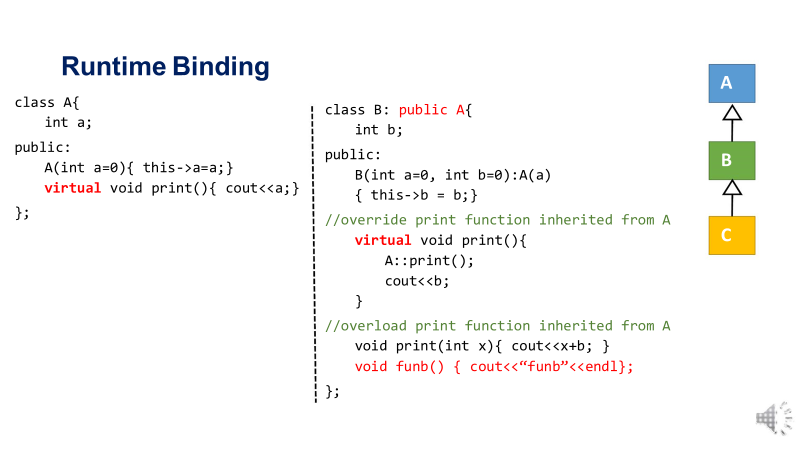 Runtime Binding
class A{
int a;
public:
A(int a=0){ this->a=a;}
virtual void print(){ cout<<a;}
};
class B: public A{
int b;
public:
B(int a=0, int b=0):A(a)
{ this->b = b;}
//override print function inherited from A
virtual void print(){
A::print();
cout<<b;
}
//overload print function inherited from A
void print(int x){ cout<<x+b; }
void funb() { cout<<“funb”<<endl};
};
A
B
C